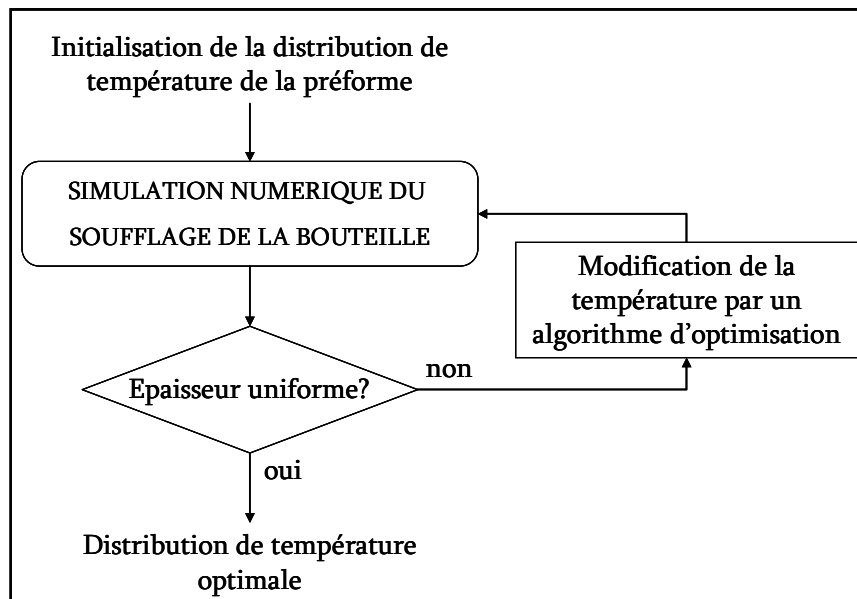 Initialisation de la distribution de
température de la préforme
SIMULATION NUMERIQUE DU
SOUFFLAGE DE LA BOUTEILLE
Modification de la
température par un
algorithme d'optimisation
Epaisseur uniforme?
non
oui
Distribution de température
optimale